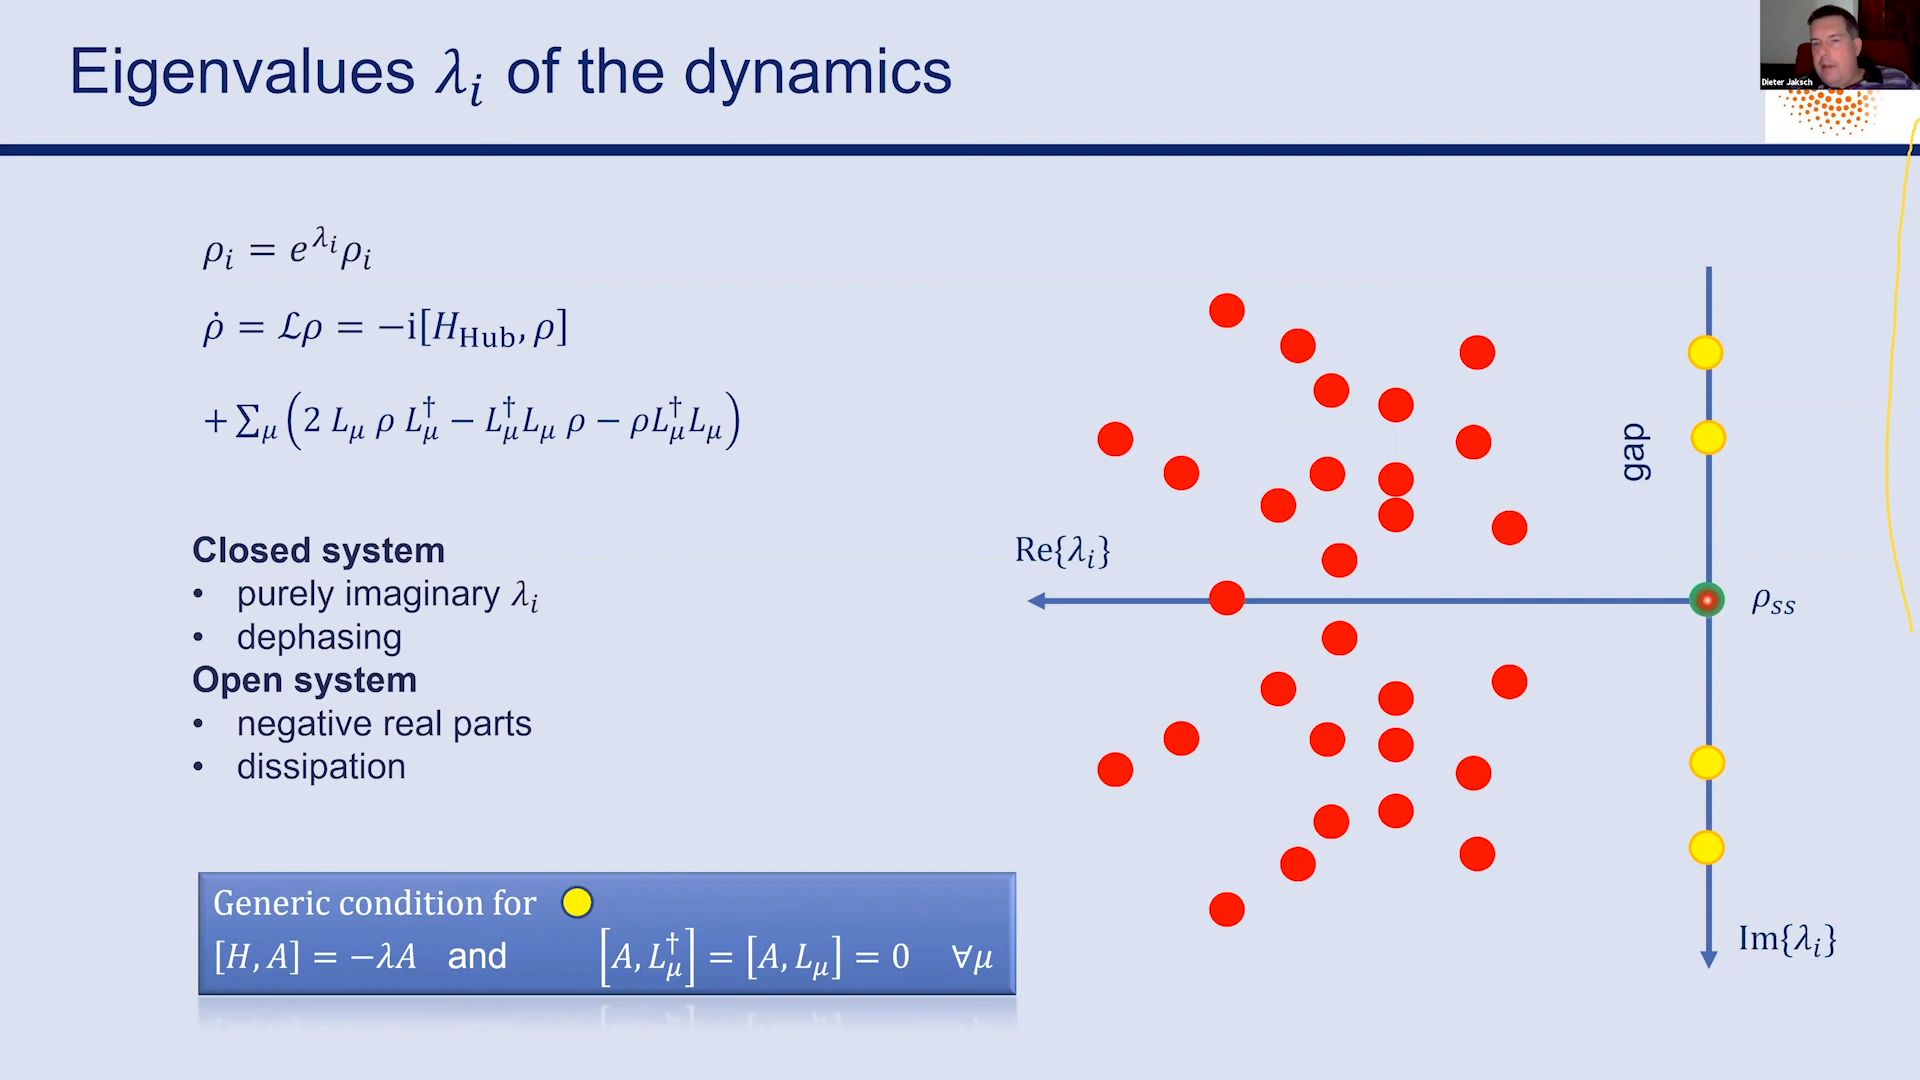 Eigenvalues λᵢ of the dynamics
Dieter Jaksch
ρᵢ = e^{λᵢ}ρᵢ
ρ̇ = ℒρ = −i[H_Hub, ρ]
+ ∑_μ (2 L_μ ρ L_μ^† − L_μ^† L_μ ρ − ρL_μ^† L_μ)
Closed system
• purely imaginary λᵢ
• dephasing
Open system
• negative real parts
• dissipation
Generic condition for
[H, A] = −λA and [A, L_μ^†] = [A, L_μ] = 0 ∀μ
gap
Re{λᵢ}
ρ_ss
Im{λᵢ}